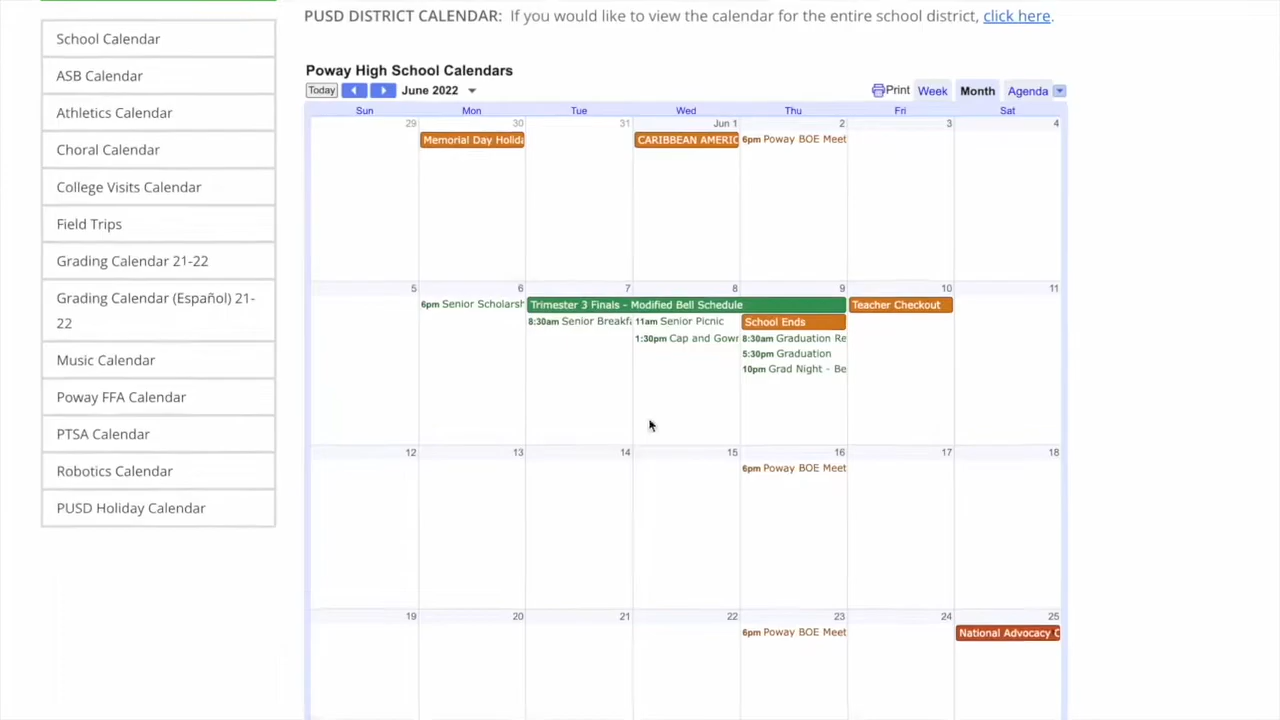 PUSD DISTRICT CALENDAR: If you would like to view the calendar for the entire school district, click here.
School Calendar
ASB Calendar
Athletics Calendar
Choral Calendar
College Visits Calendar
Field Trips
Grading Calendar 21-22
Grading Calendar (Español) 21-
22
Music Calendar
Poway FFA Calendar
PTSA Calendar
Robotics Calendar
PUSD Holiday Calendar
Poway High School Calendars
Today June 2022 Print Week Month Agenda
Sun Mon Tue Wed Thu Fri Sat
29 30 31 Jun 1 2 3 4
Memorial Day Holida CARIBBEAN AMERIC 6pm Poway BOE Meet
5 6 7 8 9 10 11
6pm Senior Scholarsh Trimester 3 Finals - Modified Bell Schedule Teacher Checkout
8:30am Senior Breakfa 11am Senior Picnic School Ends
1:30pm Cap and Gown 8:30am Graduation Re
5:30pm Graduation
10pm Grad Night - Be
12 13 14 15 16 17 18
6pm Poway BOE Meet
19 20 21 22 23 24 25
6pm Poway BOE Meet National Advocacy C